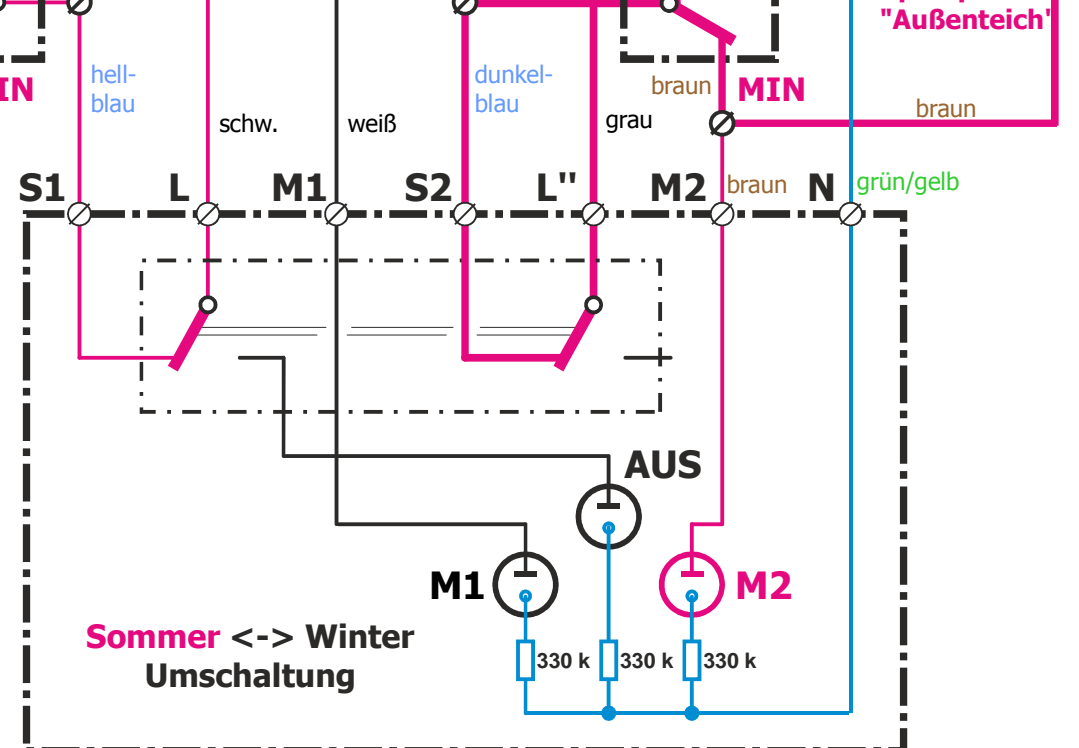 "Außenteich"
hell-
blau
IN
dunkel-
blau
braun
MIN
braun
schw.
weiß
grau
S1
L
M1
S2
L"
M2
braun
N
grün/gelb
AUS
M1
M2
Sommer <-> Winter
Umschaltung
330 k
330 k
330 k